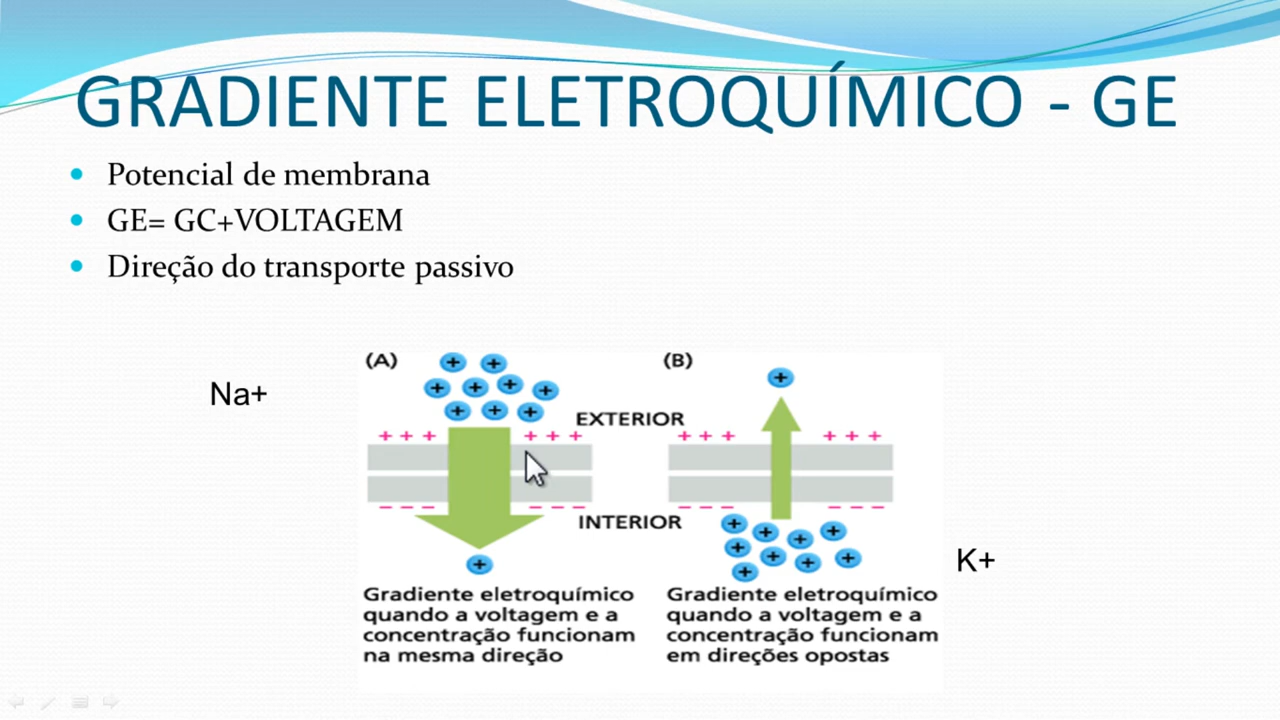 GRADIENTE ELETROQUÍMICO - GE
Potencial de membrana
GE= GC+VOLTAGEM
Direção do transporte passivo
Na+
(A)
(B)
EXTERIOR
+ + +
+ + +
+ + +
+ + +
INTERIOR
K+
Gradiente eletroquímico
quando a voltagem e a
concentração funcionam
na mesma direção
Gradiente eletroquímico
quando a voltagem e a
concentração funcionam
em direções opostas